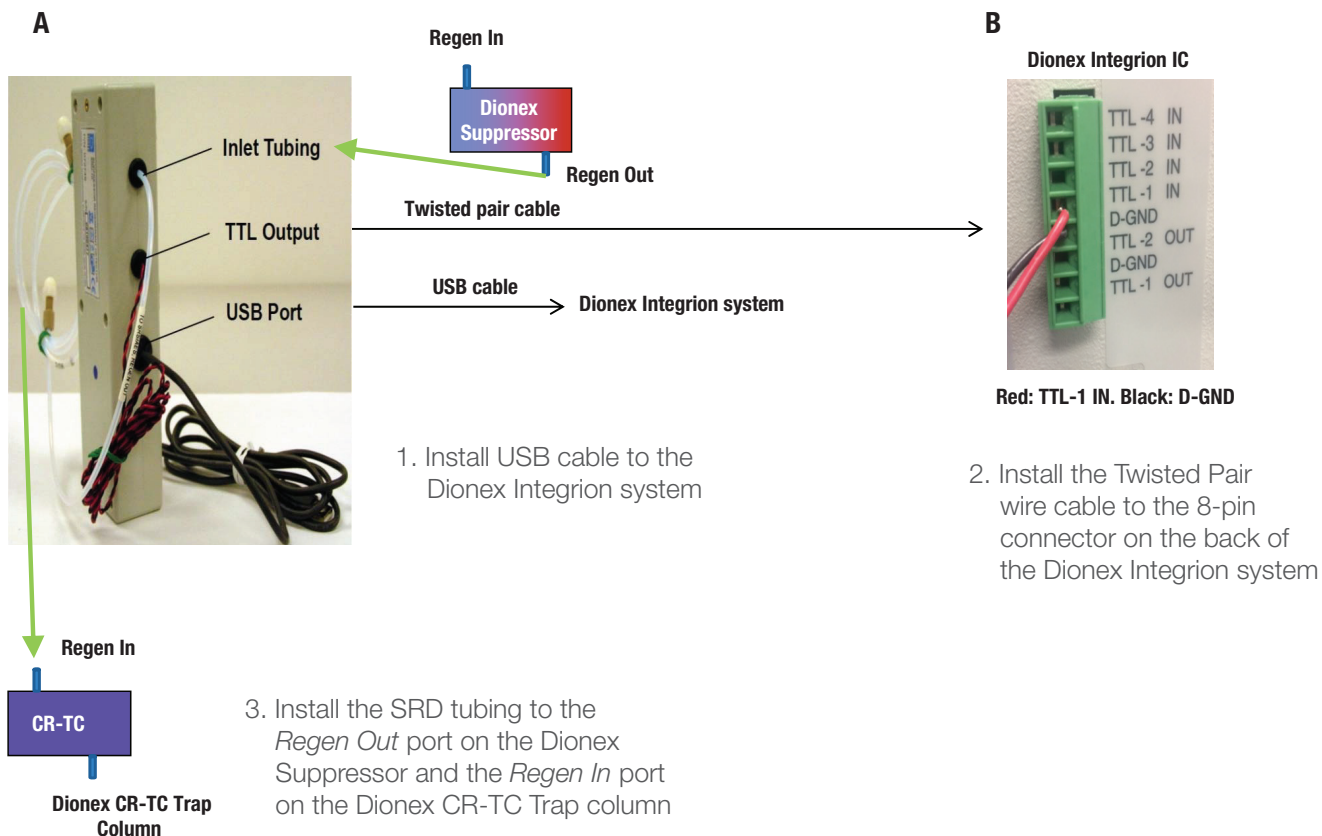 A
Regen In
Dionex
Suppressor
Regen Out
Inlet Tubing
TTL Output
USB Port
Twisted pair cable
USB cable
Dionex Integrion system
B
Dionex Integrion IC
TTL -4 IN
TTL -3 IN
TTL -2 IN
TTL -1 IN
D-GND
TTL -2 OUT
D-GND
TTL -1 OUT
Red: TTL-1 IN. Black: D-GND
1. Install USB cable to the
Dionex Integrion system
2. Install the Twisted Pair
wire cable to the 8-pin
connector on the back of
the Dionex Integrion system
Regen In
CR-TC
Dionex CR-TC Trap
Column
3. Install the SRD tubing to the
Regen Out port on the Dionex
Suppressor and the Regen In port
on the Dionex CR-TC Trap column